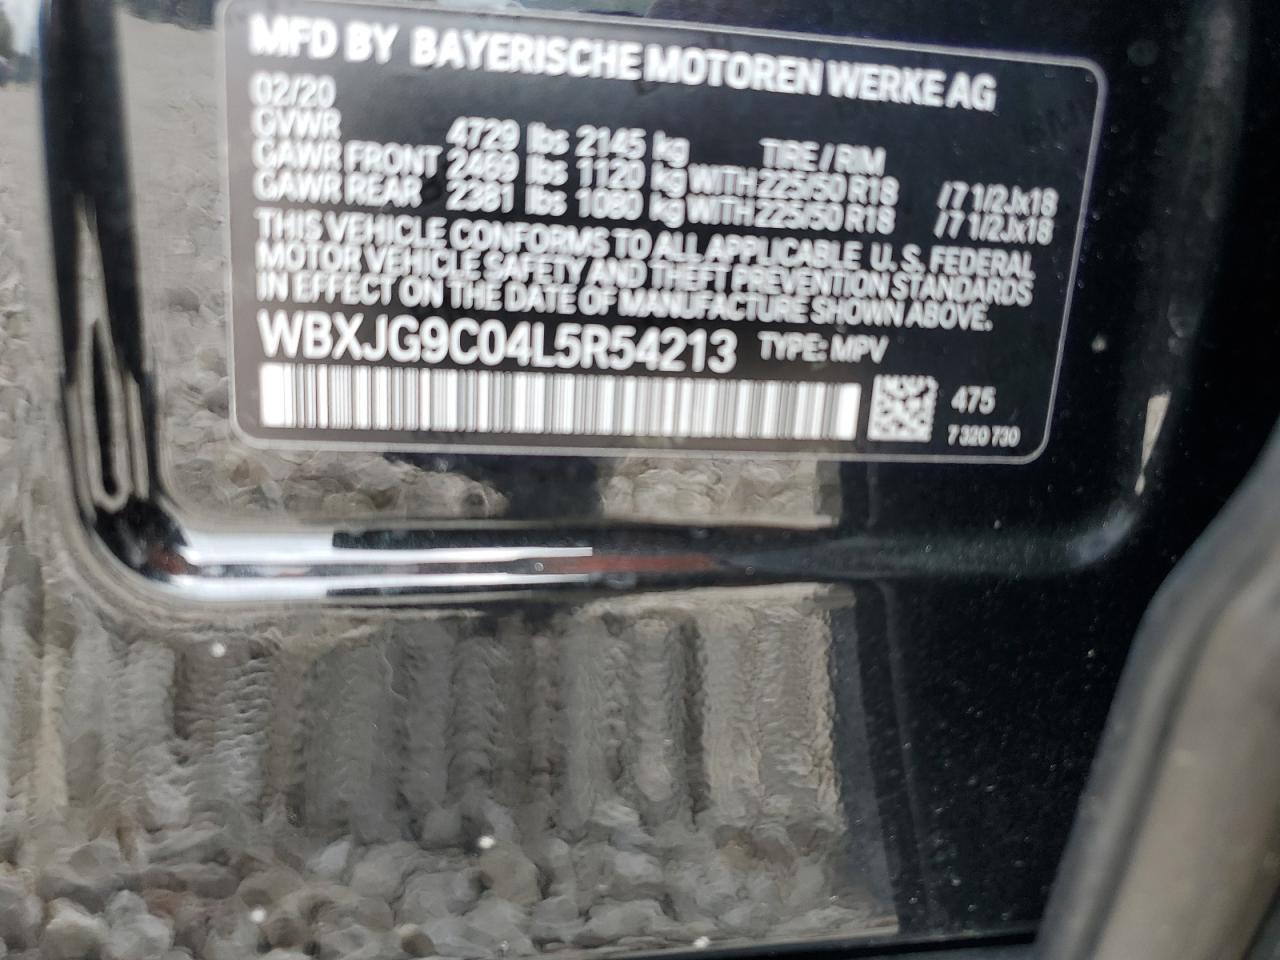 MFD BY BAYERISCHE MOTOREN WERKE AG
02/20
GVWR 4729 lbs 2145 kg TIRE / RIM
GAWR FRONT 2469 lbs 1120 kg WITH 225/50 R18 /7 1/2Jx18
GAWR REAR 2381 lbs 1080 kg WITH 225/50 R18 /7 1/2Jx18
THIS VEHICLE CONFORMS TO ALL APPLICABLE U. S. FEDERAL
MOTOR VEHICLE SAFETY AND THEFT PREVENTION STANDARDS
IN EFFECT ON THE DATE OF MANUFACTURE SHOWN ABOVE.
WBXJG9C04L5R54213 TYPE: MPV
475
7 320 730